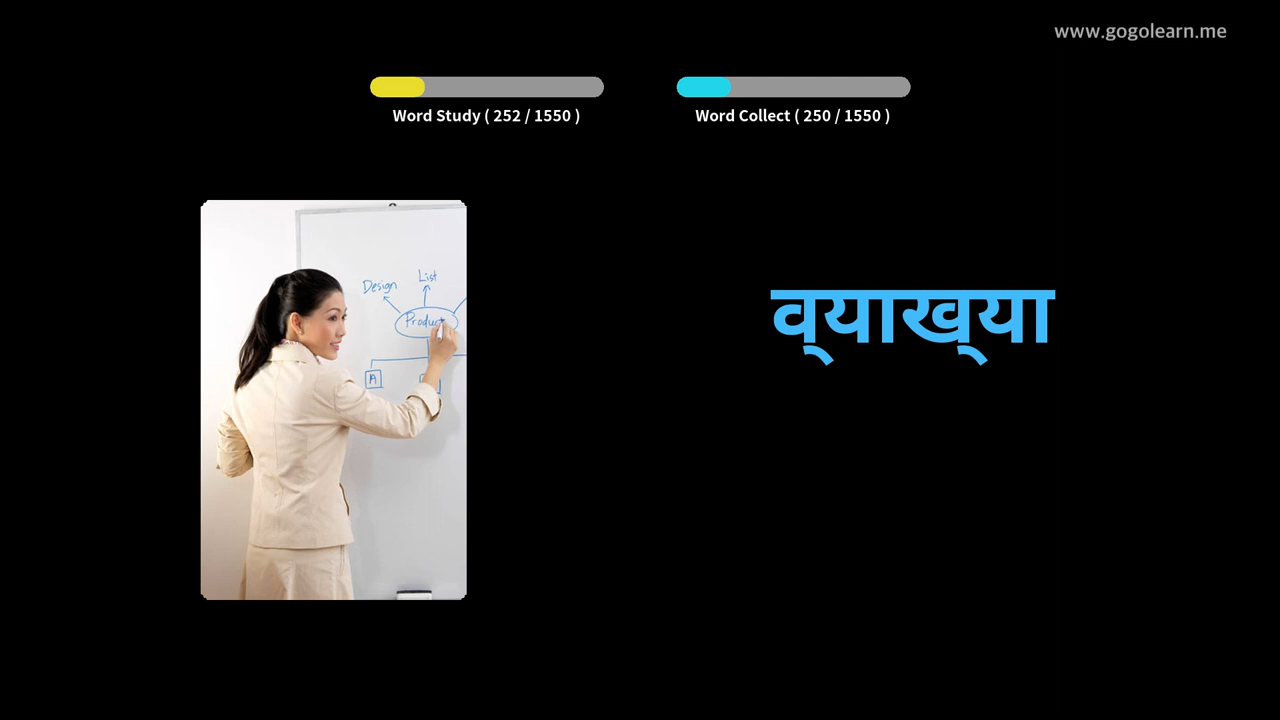 www.gogolearn.me
Word Study ( 252 / 1550 )
Word Collect ( 250 / 1550 )
List
Design
Product
A
व्याख्या